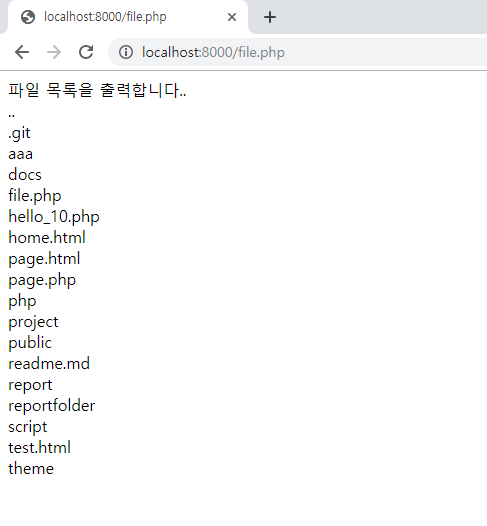 localhost:8000/file.php
localhost:8000/file.php
파일 목록을 출력합니다..
..
.git
aaa
docs
file.php
hello_10.php
home.html
page.html
page.php
php
project
public
readme.md
report
reportfolder
script
test.html
theme